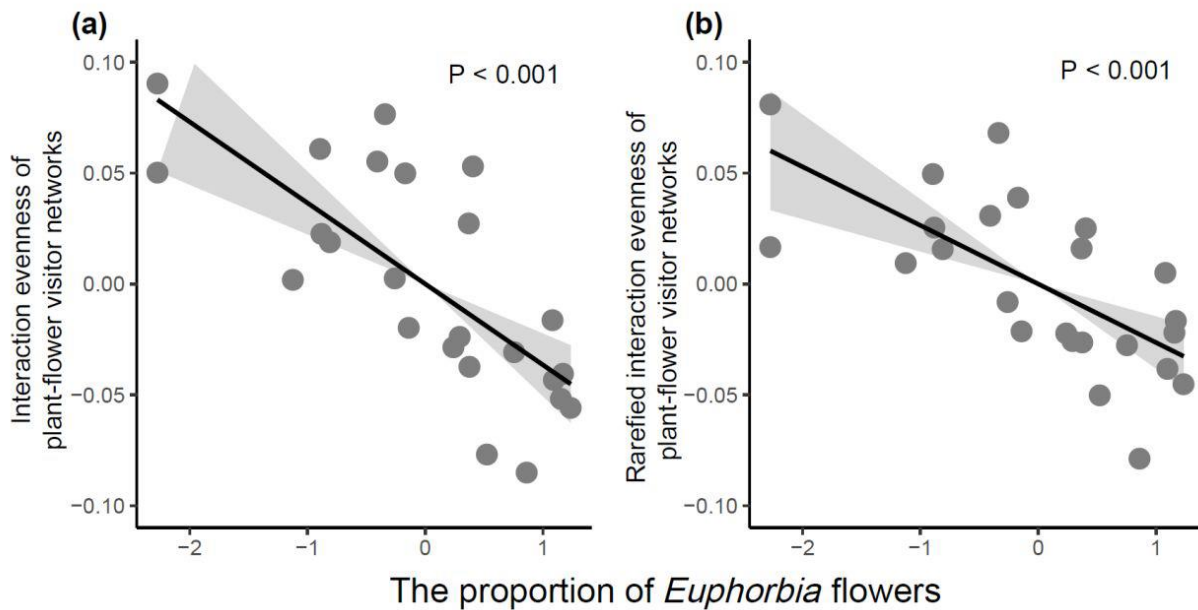 (a)
P < 0.001
Interaction evenness of
plant-flower visitor networks
0.10
0.05
0.00
−0.05
−0.10
−2
−1
0
1
(b)
P < 0.001
Rarefied interaction evenness of
plant-flower visitor networks
0.10
0.05
0.00
−0.05
−0.10
−2
−1
0
1
The proportion of Euphorbia flowers